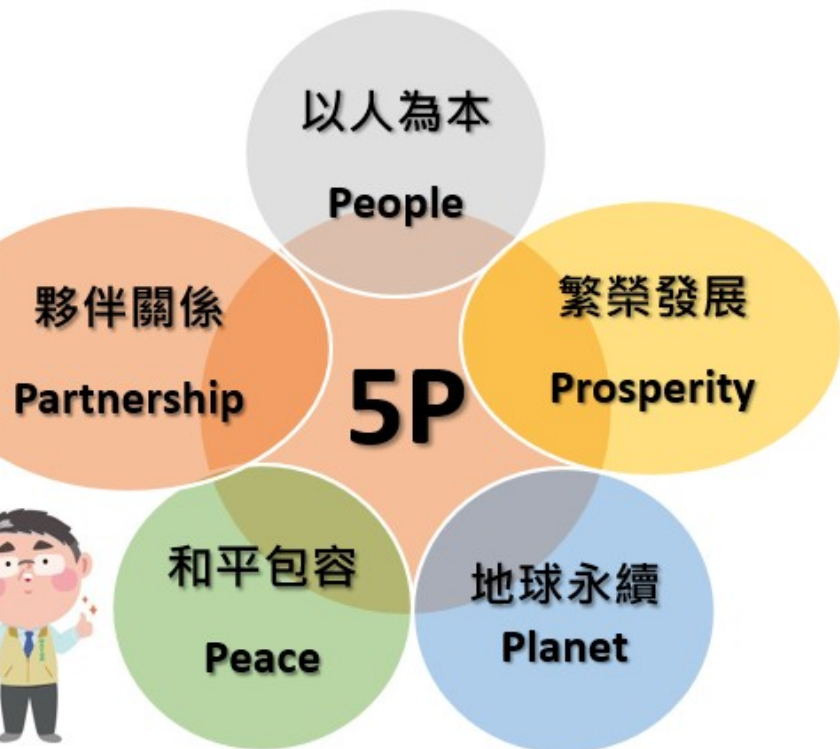 以人為本
People
夥伴關係
Partnership
繁榮發展
Prosperity
5P
和平包容
Peace
地球永續
Planet